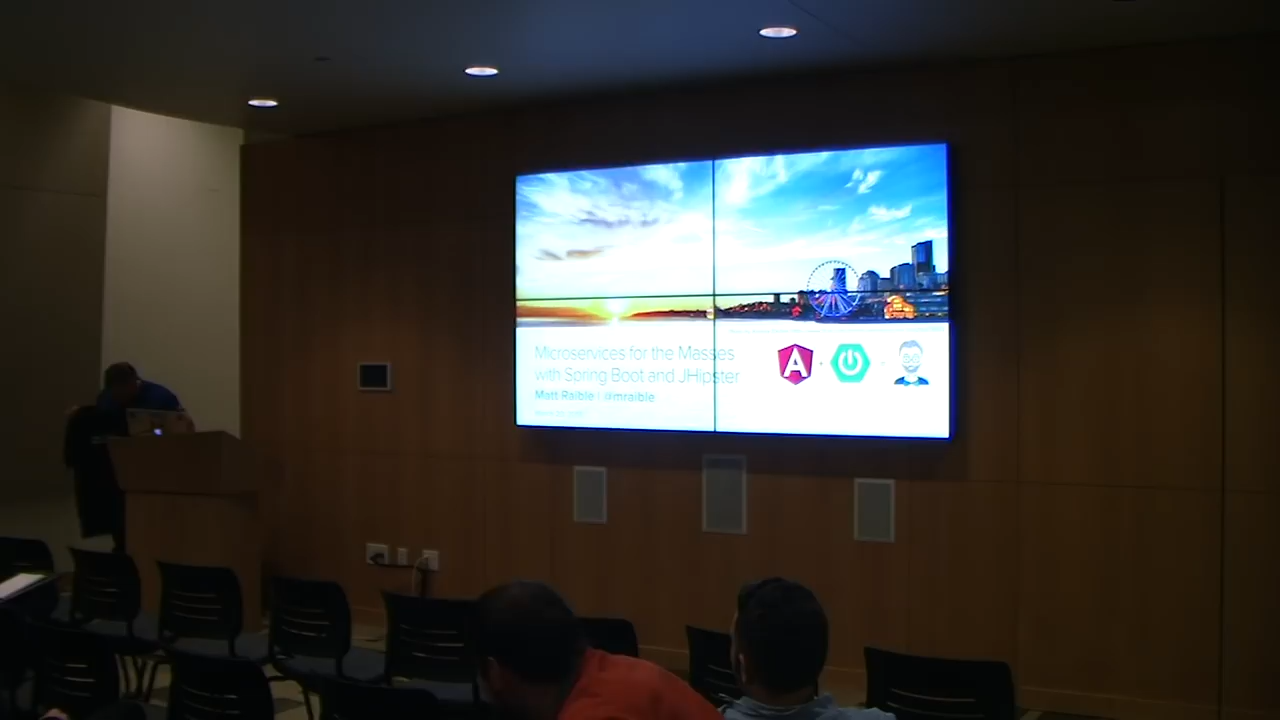 Microservices for the Masses
with Spring Boot and JHipster
Matt Raible | @mraible
A